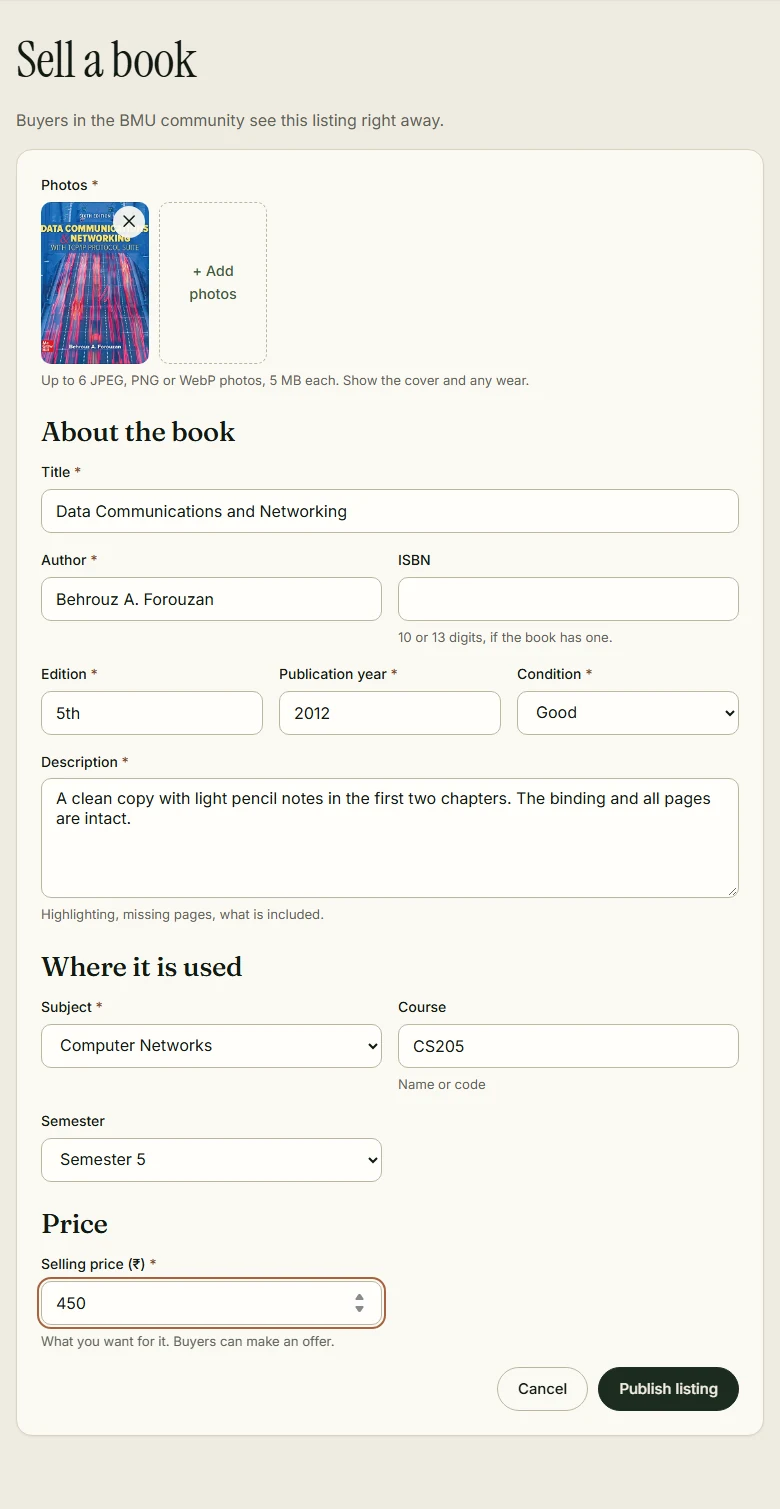 Sell a book
Buyers in the BMU community see this listing right away.
Photos *
DATA COMMUNIC
& NETWORKING
WITH TCP/IP PROTOCOL SUITE
Behrouz A. Forouzan
+ Add
photos
Up to 6 JPEG, PNG or WebP photos, 5 MB each. Show the cover and any wear.
About the book
Title *
Data Communications and Networking
Author *
ISBN
Behrouz A. Forouzan
10 or 13 digits, if the book has one.
Edition *
Publication year *
Condition *
5th
2012
Good
Description *
A clean copy with light pencil notes in the first two chapters. The binding and all pages
are intact.
Highlighting, missing pages, what is included.
Where it is used
Subject *
Course
Computer Networks
CS205
Name or code
Semester
Semester 5
Price
Selling price (₹) *
450
What you want for it. Buyers can make an offer.
Cancel
Publish listing